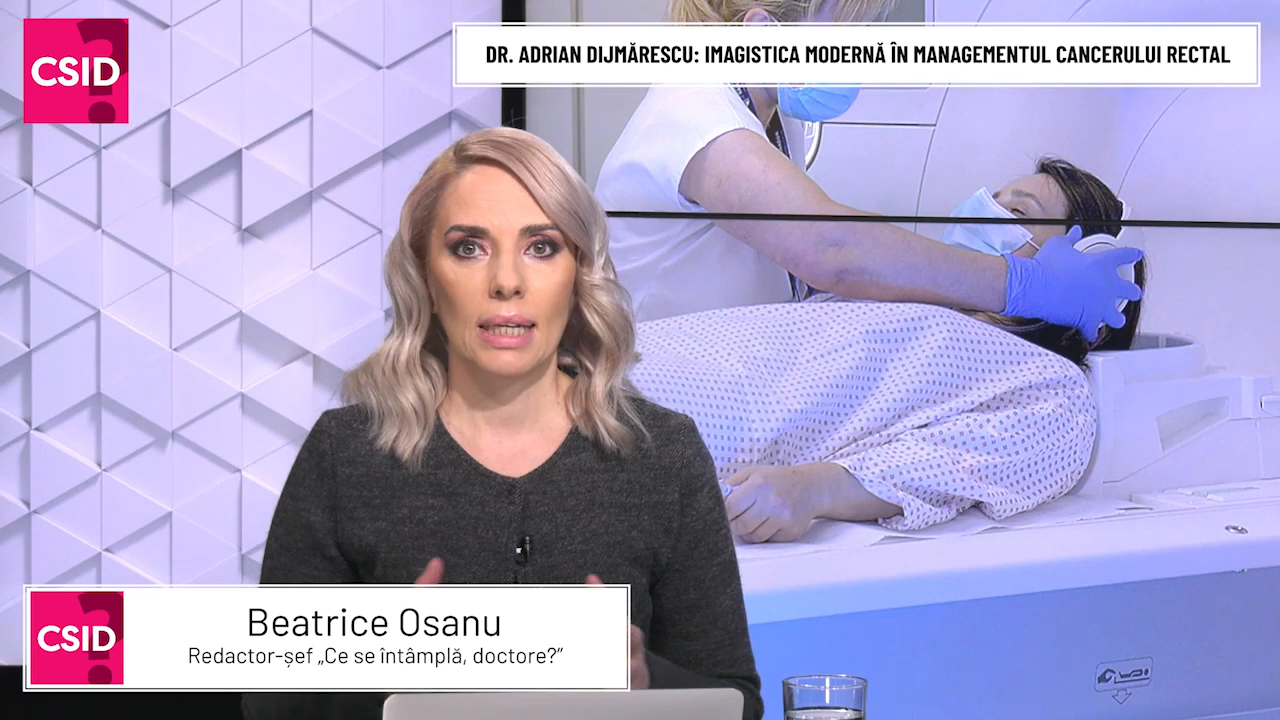 CSID
DR. ADRIAN DIJMĂRESCU: IMAGISTICA MODERNĂ ÎN MANAGEMENTUL CANCERULUI RECTAL
CSID
Beatrice Osanu
Redactor-șef „Ce se întâmplă, doctore?”